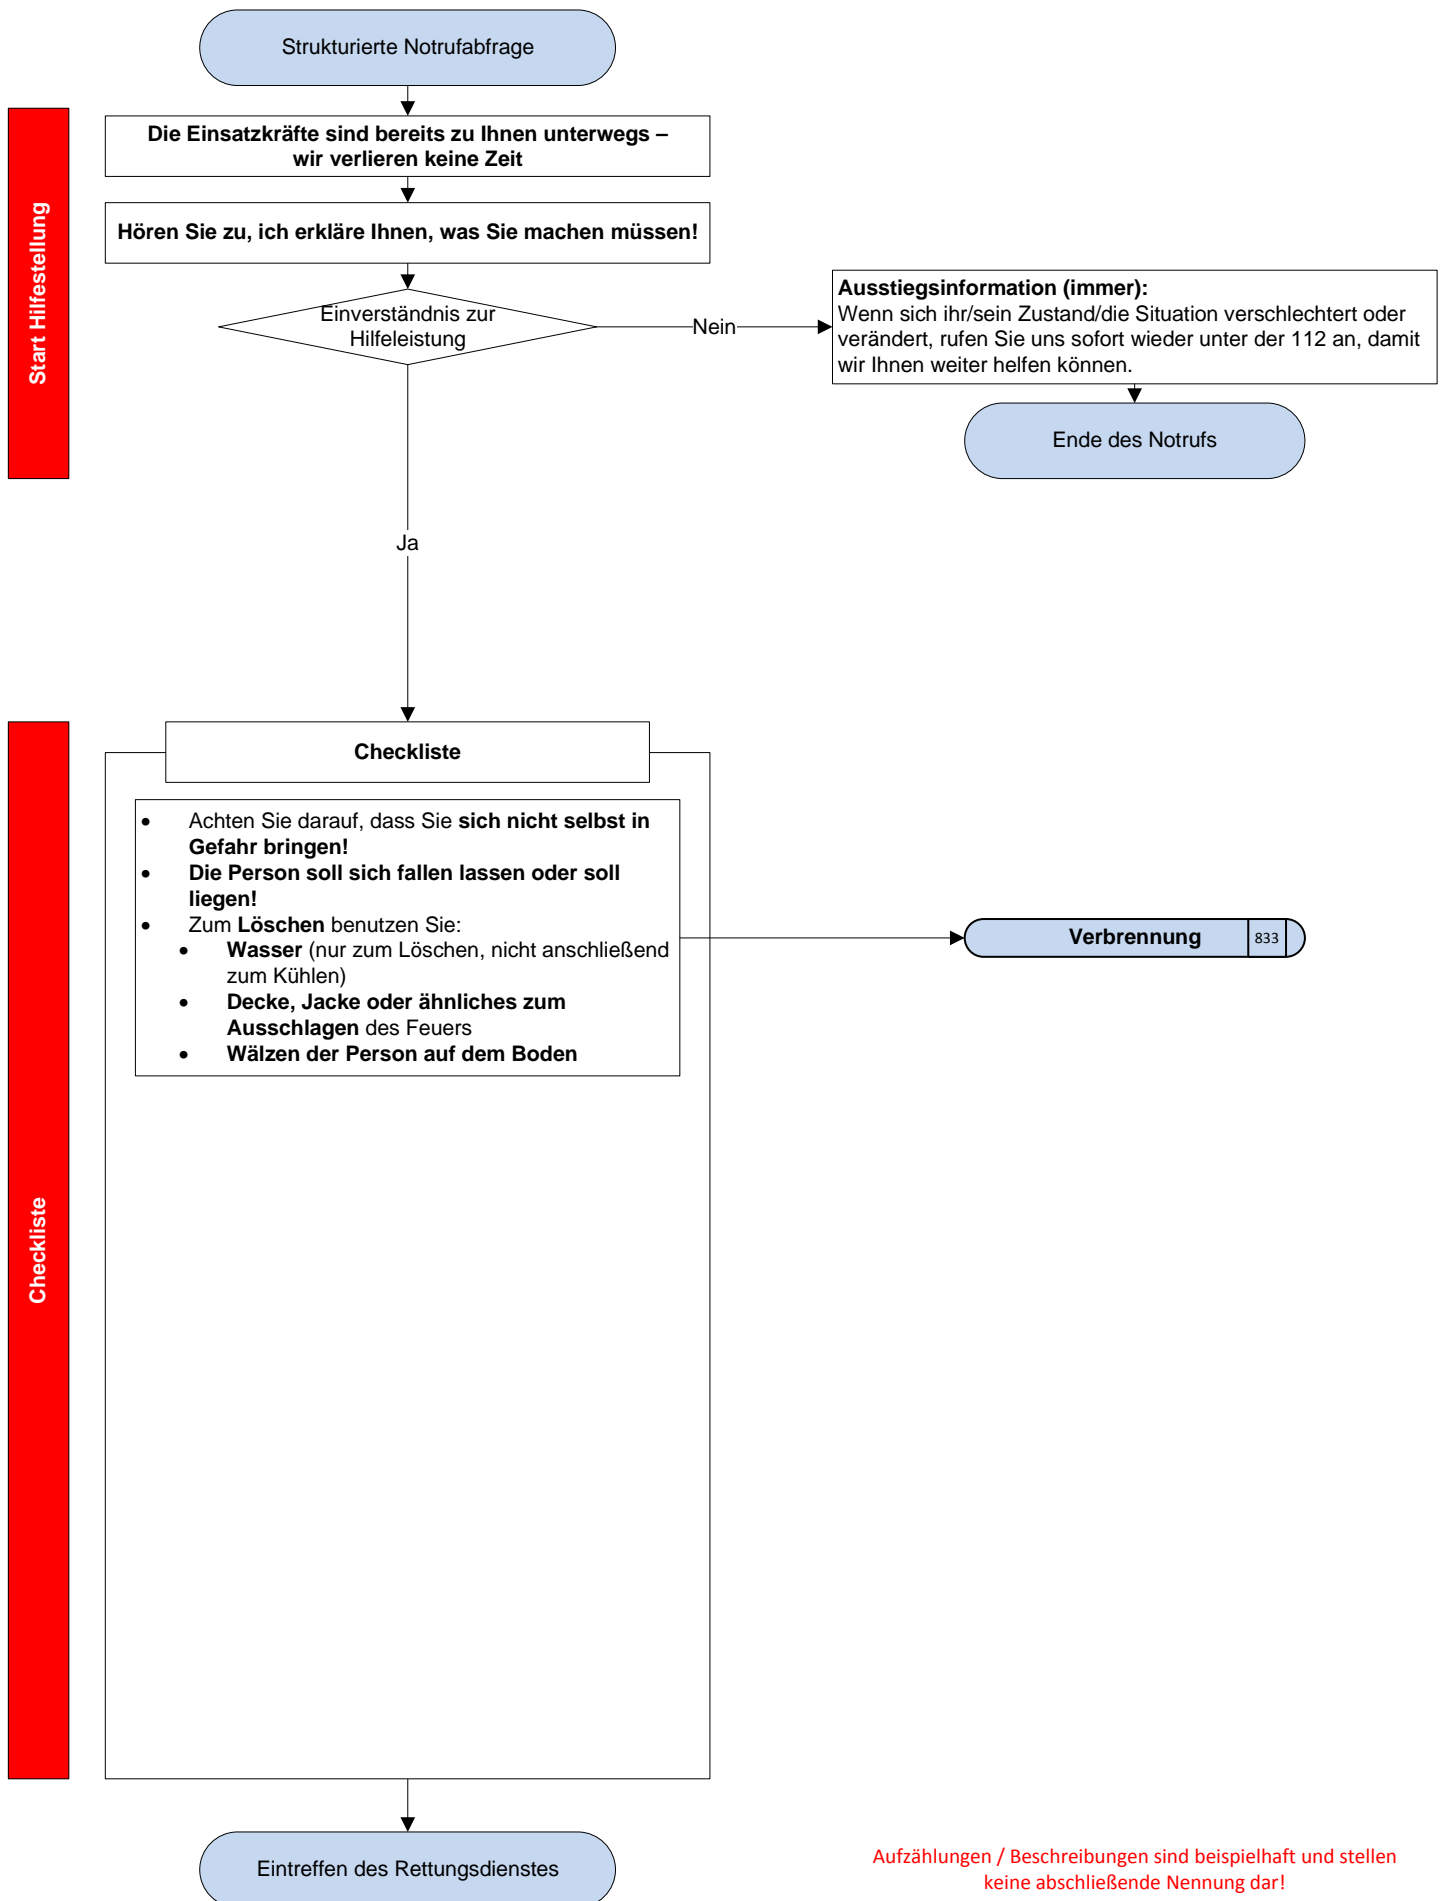 Strukturierte Notrufabfrage
Start Hilfestellung
Die Einsatzkräfte sind bereits zu Ihnen unterwegs –
wir verlieren keine Zeit
Hören Sie zu, ich erkläre Ihnen, was Sie machen müssen!
Einverständnis zur
Hilfeleistung
Nein
Ausstiegsinformation (immer):
Wenn sich ihr/sein Zustand/die Situation verschlechtert oder
verändert, rufen Sie uns sofort wieder unter der 112 an, damit
wir Ihnen weiter helfen können.
Ende des Notrufs
Ja
Checkliste
Checkliste
• Achten Sie darauf, dass Sie sich nicht selbst in
Gefahr bringen!
• Die Person soll sich fallen lassen oder soll
liegen!
• Zum Löschen benutzen Sie:
• Wasser (nur zum Löschen, nicht anschließend
zum Kühlen)
• Decke, Jacke oder ähnliches zum
Ausschlagen des Feuers
• Wälzen der Person auf dem Boden
Verbrennung 833
Eintreffen des Rettungsdienstes
Aufzählungen / Beschreibungen sind beispielhaft und stellen
keine abschließende Nennung dar!